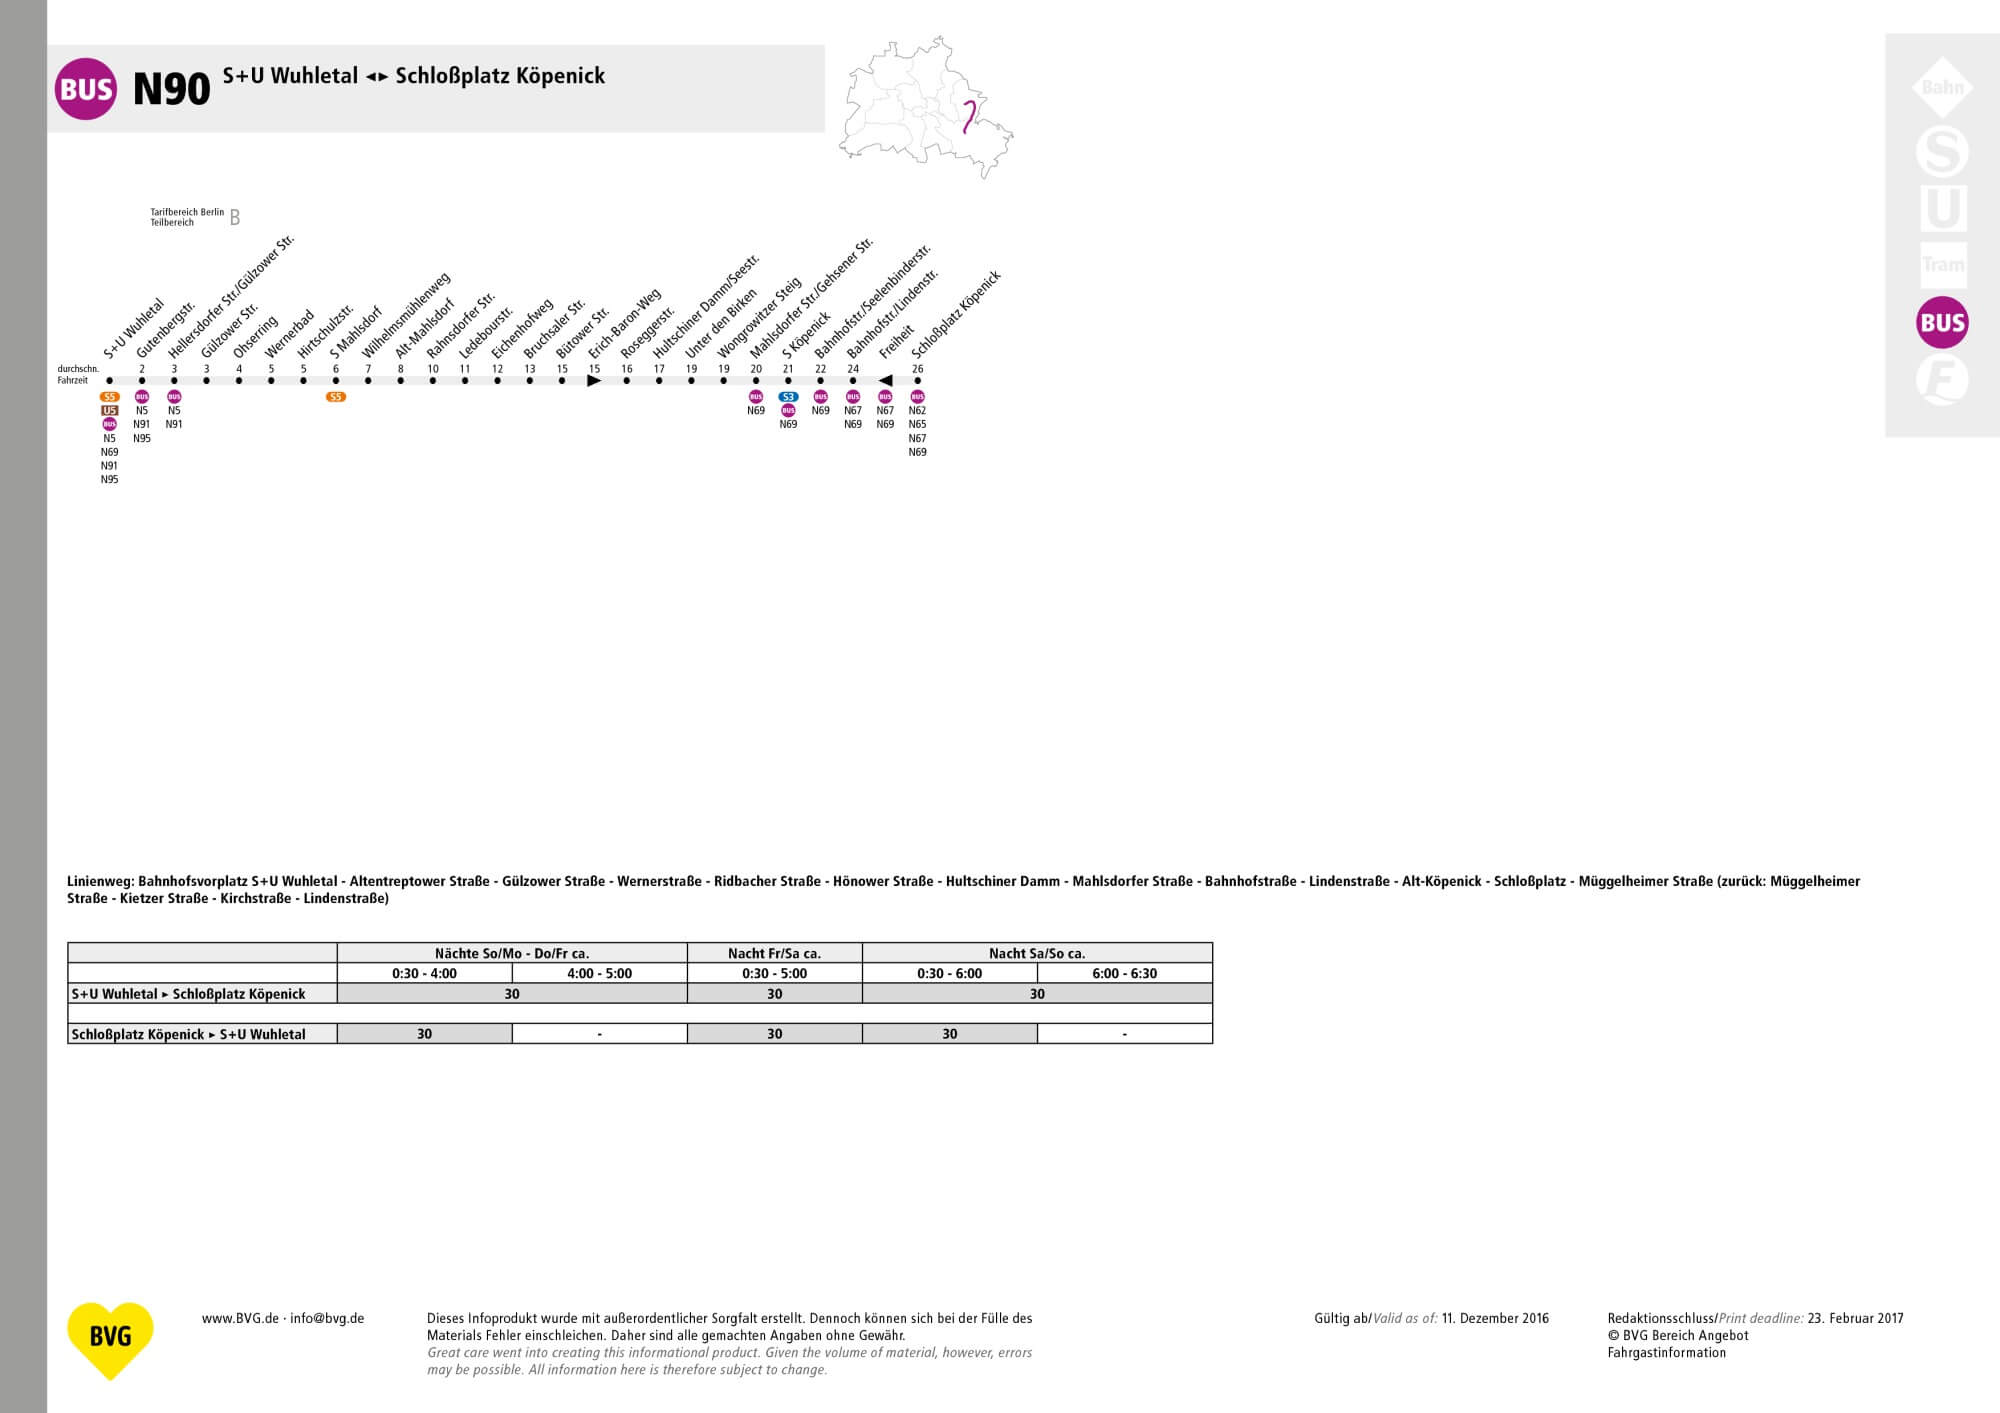 BUS N90 S+U Wuhletal ◂▸ Schloßplatz Köpenick
Bahn
S
U
Tram
BUS
F
Tarifbereich Berlin
Teilbereich B
S+U Wuhletal
Gutenbergstr.
Hellersdorfer Str./Gülzower Str.
Gülzower Str.
Ohserring
Wernerbad
Hirtschulzstr.
S Mahlsdorf
Wilhelmsmühlenweg
Alt-Mahlsdorf
Rahnsdorfer Str.
Ledebourstr.
Eichenhofweg
Bruchsaler Str.
Bütower Str.
Erich-Baron-Weg
Roseggerstr.
Hultschiner Damm/Seestr.
Unter den Birken
Wongrowitzer Steig
Mahlsdorfer Str./Gehsener Str.
S Köpenick
Bahnhofstr./Seelenbinderstr.
Bahnhofstr./Lindenstr.
Freiheit
Schloßplatz Köpenick
durchschn. 2 3 3 4 5 5 6 7 8 10 11 12 13 15 15 16 17 19 19 20 21 22 24 26
Fahrzeit
S5 BUS BUS S5 BUS S3 BUS BUS BUS BUS
U5 N5 N5 N69 BUS N69 N67 N67 N62
BUS N91 N91 N69 N69 N69 N65
N5 N95 N67
N69 N69
N91
N95
Linienweg: Bahnhofsvorplatz S+U Wuhletal - Altentreptower Straße - Gülzower Straße - Wernerstraße - Ridbacher Straße - Hönower Straße - Hultschiner Damm - Mahlsdorfer Straße - Bahnhofstraße - Lindenstraße - Alt-Köpenick - Schloßplatz - Müggelheimer Straße (zurück: Müggelheimer
Straße - Kietzer Straße - Kirchstraße - Lindenstraße)
Nächte So/Mo - Do/Fr ca. Nacht Fr/Sa ca. Nacht Sa/So ca.
0:30 - 4:00 4:00 - 5:00 0:30 - 5:00 0:30 - 6:00 6:00 - 6:30
S+U Wuhletal ▸ Schloßplatz Köpenick 30 30 30
Schloßplatz Köpenick ▸ S+U Wuhletal 30 - 30 30 -
BVG
www.BVG.de · info@bvg.de
Dieses Infoprodukt wurde mit außerordentlicher Sorgfalt erstellt. Dennoch können sich bei der Fülle des
Materials Fehler einschleichen. Daher sind alle gemachten Angaben ohne Gewähr.
Great care went into creating this informational product. Given the volume of material, however, errors
may be possible. All information here is therefore subject to change.
Gültig ab/Valid as of: 11. Dezember 2016
Redaktionsschluss/Print deadline: 23. Februar 2017
© BVG Bereich Angebot
Fahrgastinformation